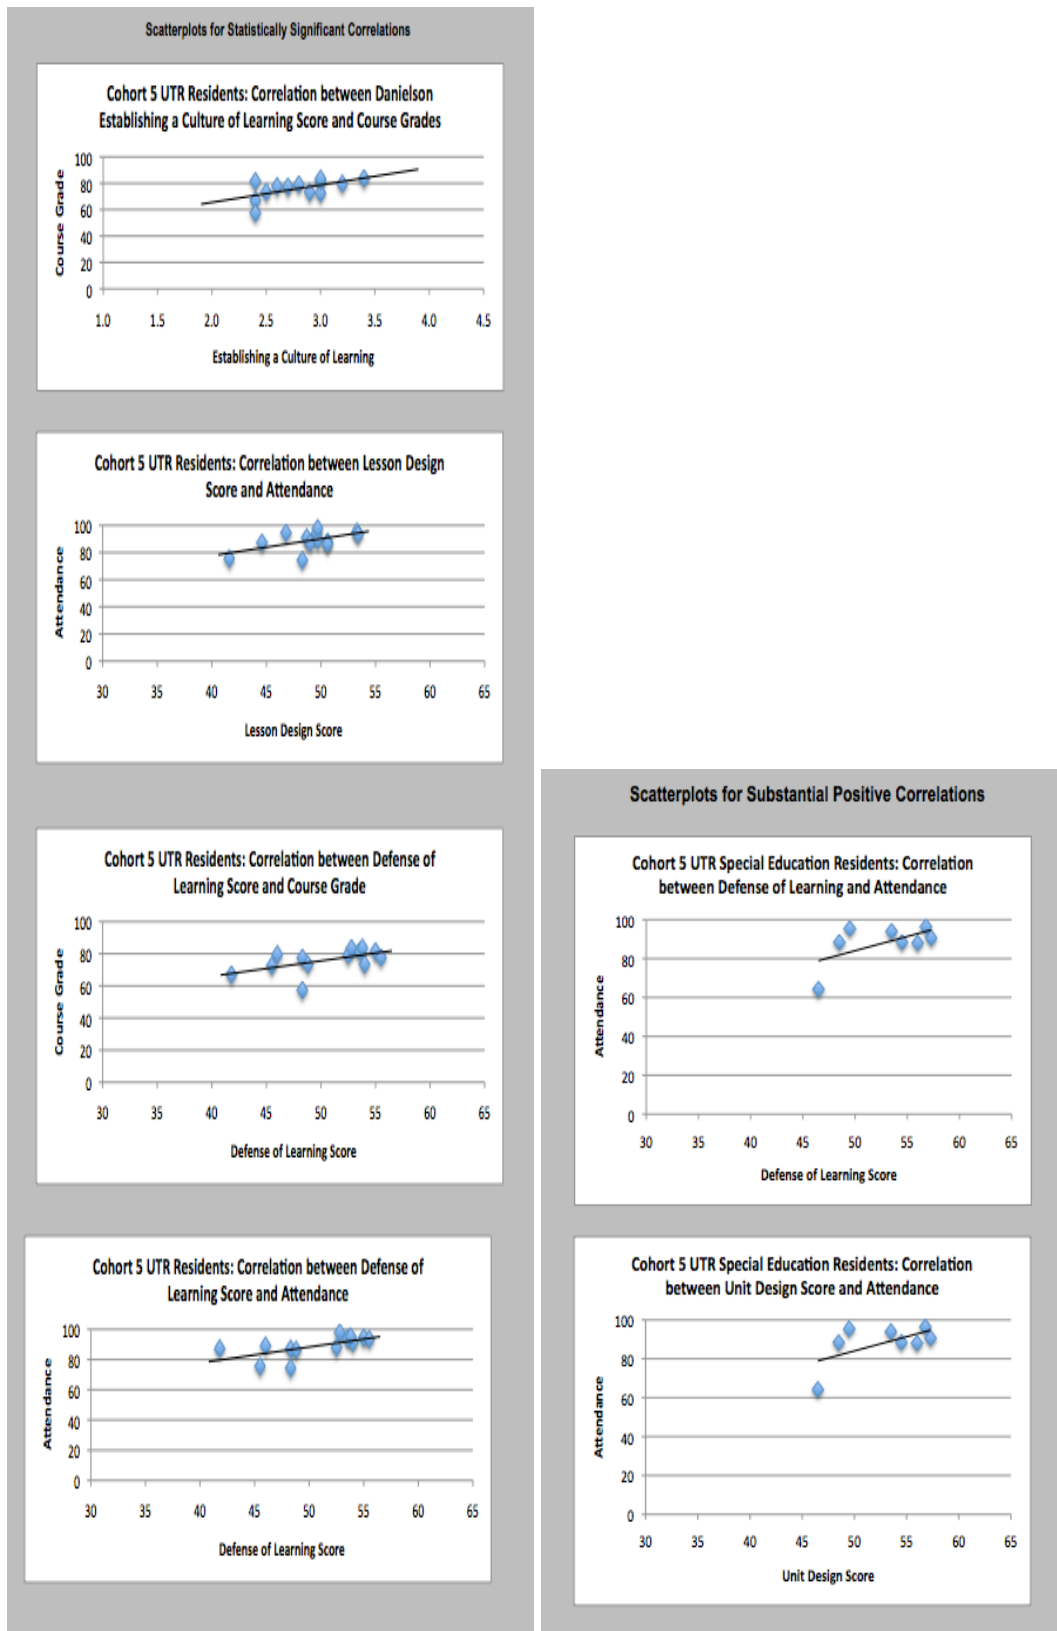 Scatterplots for Statistically Significant Correlations
Cohort 5 UTR Residents: Correlation between Danielson
Establishing a Culture of Learning Score and Course Grades
Course Grade
100
80
60
40
20
0
1.0 1.5 2.0 2.5 3.0 3.5 4.0 4.5
Establishing a Culture of Learning
Cohort 5 UTR Residents: Correlation between Lesson Design
Score and Attendance
Attendance
100
80
60
40
20
0
30 35 40 45 50 55 60 65
Lesson Design Score
Cohort 5 UTR Residents: Correlation between Defense of
Learning Score and Course Grade
Course Grade
100
80
60
40
20
0
30 35 40 45 50 55 60 65
Defense of Learning Score
Cohort 5 UTR Residents: Correlation between Defense of
Learning Score and Attendance
Attendance
100
80
60
40
20
0
30 35 40 45 50 55 60 65
Defense of Learning Score
Scatterplots for Substantial Positive Correlations
Cohort 5 UTR Special Education Residents: Correlation
between Defense of Learning and Attendance
Attendance
100
80
60
40
20
0
30 35 40 45 50 55 60 65
Defense of Learning Score
Cohort 5 UTR Special Education Residents: Correlation
between Unit Design Score and Attendance
Attendance
100
80
60
40
20
0
30 35 40 45 50 55 60 65
Unit Design Score